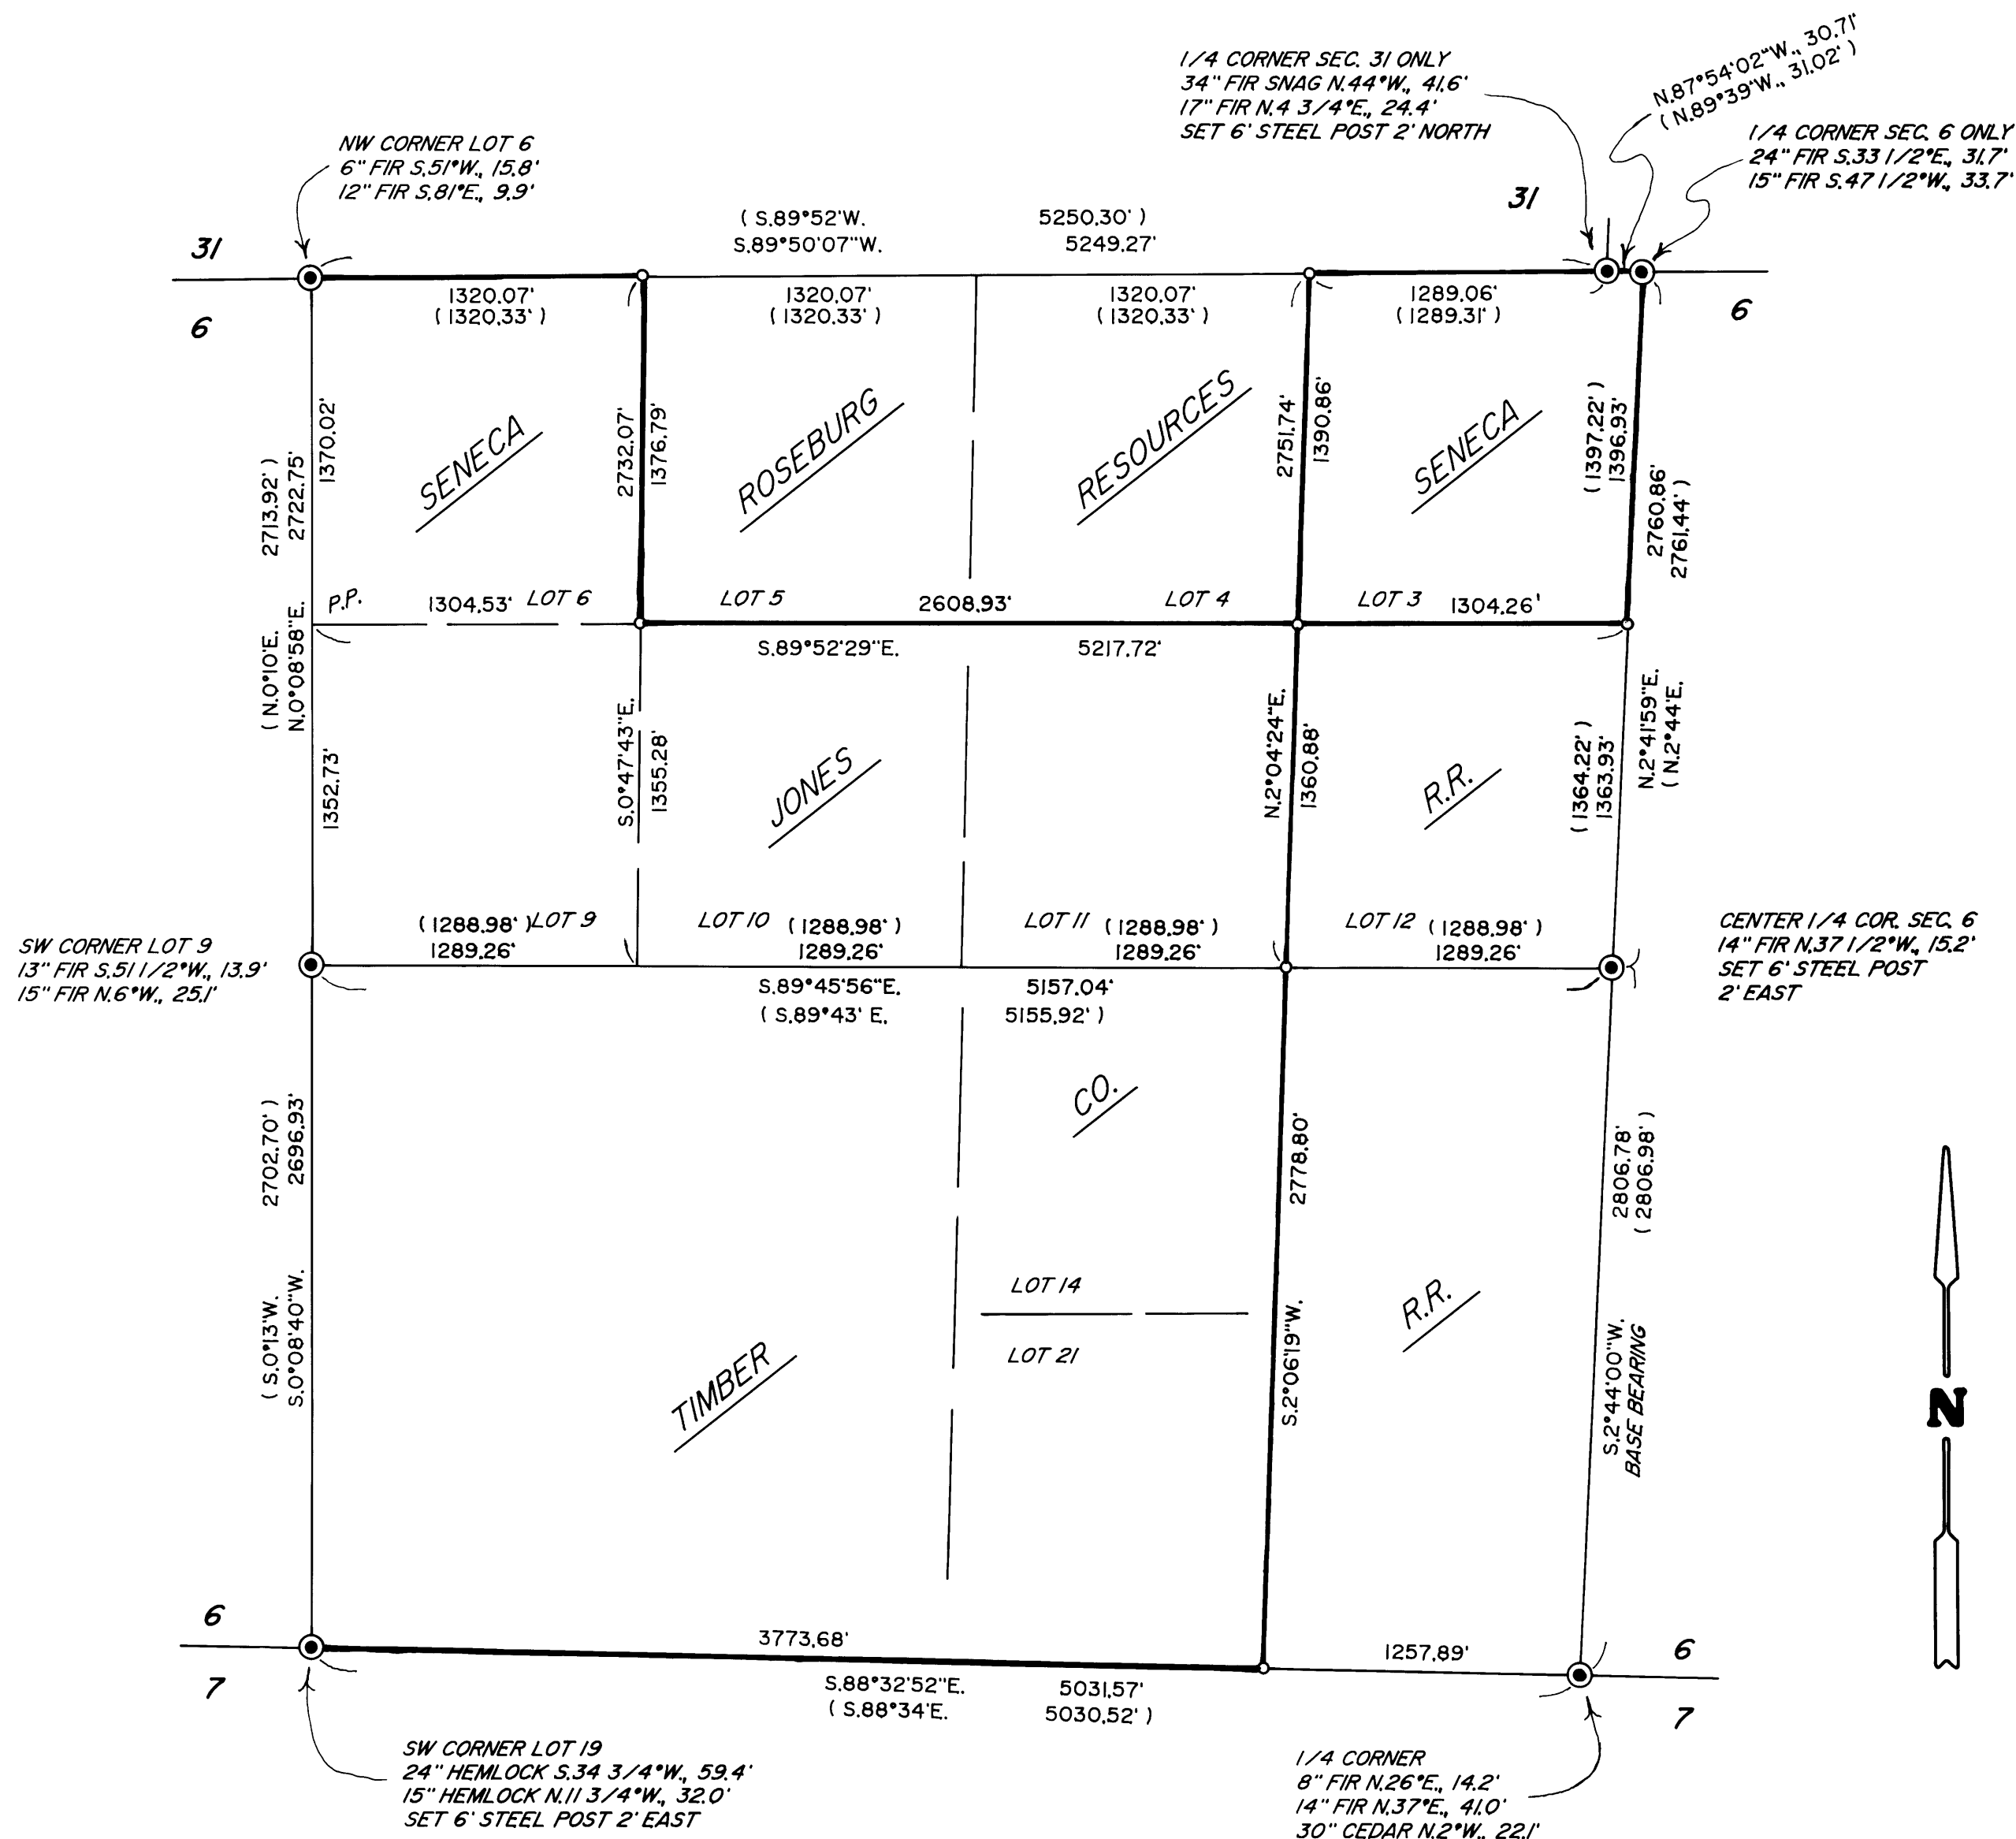 N.87°54'02"W., 30.71'
( N.89°39'W., 31.02' )
1/4 CORNER SEC. 31 ONLY
34" FIR SNAG N.44°W., 41.6'
17" FIR N.4 3/4°E., 24.4'
SET 6' STEEL POST 2' NORTH
1/4 CORNER SEC. 6 ONLY
24" FIR S.33 1/2°E., 31.7'
15" FIR S.47 1/2°W., 33.7'
NW CORNER LOT 6
6" FIR S.51°W., 15.8'
12" FIR S.81°E., 9.9'
31
31
( S.89°52'W. 5250.30' )
S.89°50'07"W. 5249.27'
6
6
1320.07'
( 1320.33' )
1320.07'
( 1320.33' )
1320.07'
( 1320.33' )
1289.06'
( 1289.31' )
( N.0°10'E. 2713.92' )
N.0°08'58"E. 2722.75'
1370.02'
SENECA
2732.07'
1376.79'
ROSEBURG
RESOURCES
2751.74'
1390.86'
SENECA
( 1397.22' )
1396.93'
2760.86'
2761.44' )
P.P.
1304.53'
LOT 6
LOT 5
2608.93'
LOT 4
LOT 3
1304.26'
S.89°52'29"E. 5217.72'
1352.73'
S.0°47'43"E.
1355.28'
JONES
N.2°04'24"E.
1360.88'
R.R.
( 1364.22' )
1363.93'
N.2°41'59"E.
( N.2°44'E.
( 1288.98' )
LOT 9
1289.26'
LOT 10
( 1288.98' )
1289.26'
LOT 11
( 1288.98' )
1289.26'
LOT 12
( 1288.98' )
1289.26'
SW CORNER LOT 9
13" FIR S.51 1/2°W., 13.9'
15" FIR N.6°W., 25.1'
CENTER 1/4 COR. SEC. 6
14" FIR N.37 1/2°W., 15.2'
SET 6' STEEL POST
2' EAST
S.89°45'56"E. 5157.04'
( S.89°43' E. 5155.92' )
CO.
( S.0°13'W. 2702.70' )
S.0°08'40"W. 2696.93'
2778.80'
S.2°06'19"W.
2806.78'
( 2806.98' )
S.2°44'00"W.
BASE BEARING
LOT 14
LOT 21
TIMBER
R.R.
N
6
7
3773.68'
1257.89'
6
7
S.88°32'52"E. 5031.57'
( S.88°34'E. 5030.52' )
SW CORNER LOT 19
24" HEMLOCK S.34 3/4°W., 59.4'
15" HEMLOCK N.11 3/4°W., 32.0'
SET 6' STEEL POST 2' EAST
1/4 CORNER
8" FIR N.26°E., 14.2'
14" FIR N.37°E., 41.0'
30" CEDAR N.2°W., 22.1'